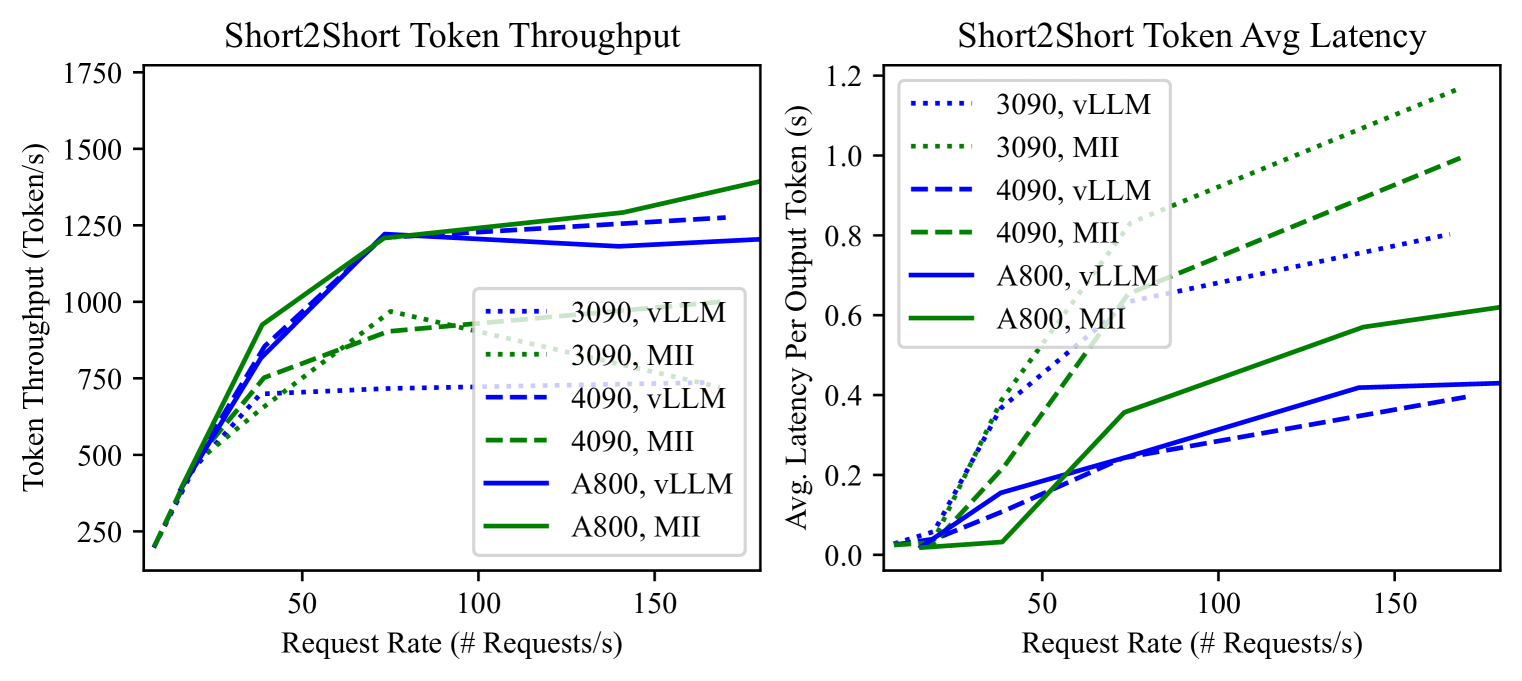 Short2Short Token Throughput
Token Throughput (Token/s)
1750
1500
1250
1000
750
500
250
3090, vLLM
3090, MII
4090, vLLM
4090, MII
A800, vLLM
A800, MII
50
100
150
Request Rate (# Requests/s)
Short2Short Token Avg Latency
Avg. Latency Per Output Token (s)
1.2
1.0
0.8
0.6
0.4
0.2
0.0
3090, vLLM
3090, MII
4090, vLLM
4090, MII
A800, vLLM
A800, MII
50
100
150
Request Rate (# Requests/s)